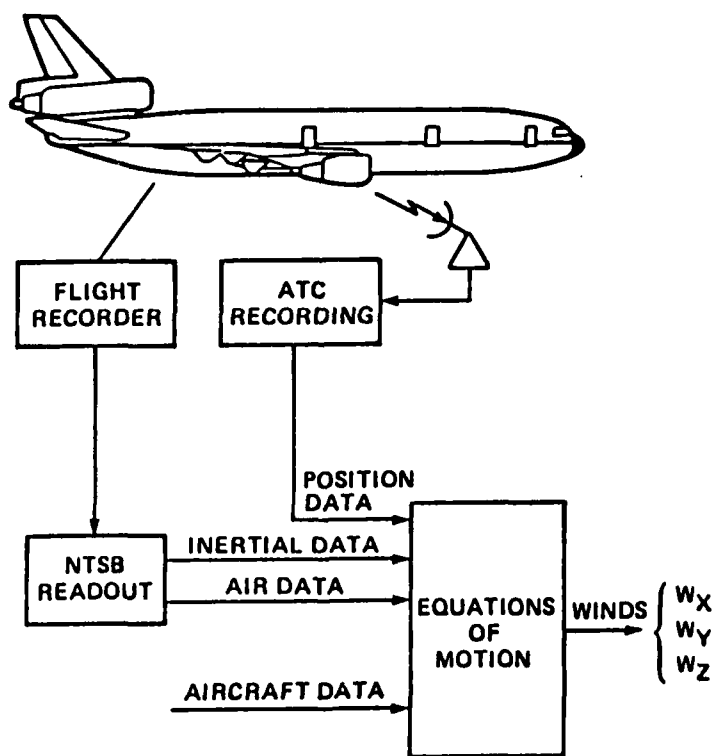 FLIGHT
RECORDER
ATC
RECORDING
POSITION
DATA
NTSB
READOUT
INERTIAL DATA
AIR DATA
AIRCRAFT DATA
EQUATIONS
OF
MOTION
WINDS
WX
WY
WZ